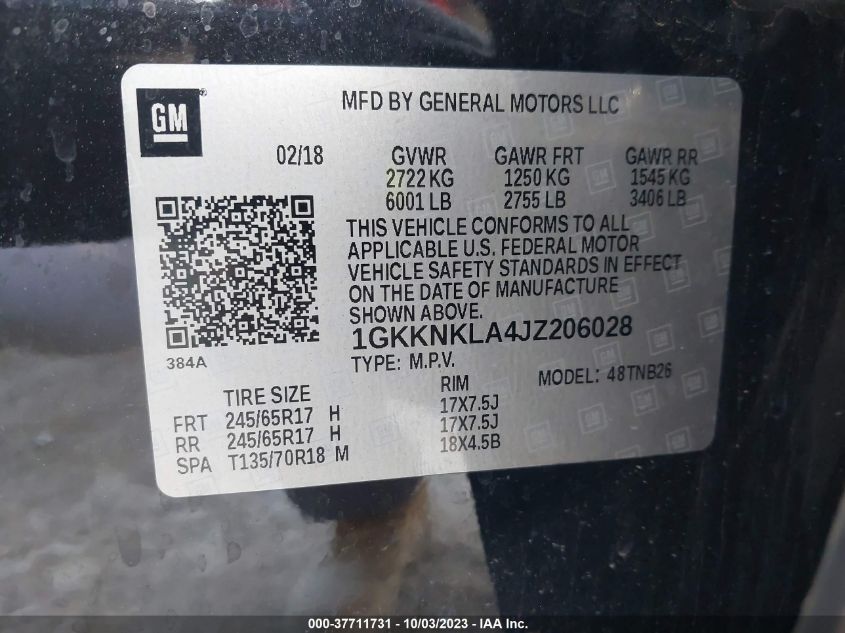 GM
MFD BY GENERAL MOTORS LLC
02/18 GVWR GAWR FRT GAWR RR
2722 KG 1250 KG 1545 KG
6001 LB 2755 LB 3406 LB
THIS VEHICLE CONFORMS TO ALL
APPLICABLE U.S. FEDERAL MOTOR
VEHICLE SAFETY STANDARDS IN EFFECT
ON THE DATE OF MANUFACTURE
SHOWN ABOVE.
1GKKNKLA4JZ206028
384A
TYPE: M.P.V. MODEL: 48TNB26
TIRE SIZE RIM
FRT 245/65R17 H 17X7.5J
RR 245/65R17 H 17X7.5J
SPA T135/70R18 M 18X4.5B
000-37711731 - 10/03/2023 - IAA Inc.